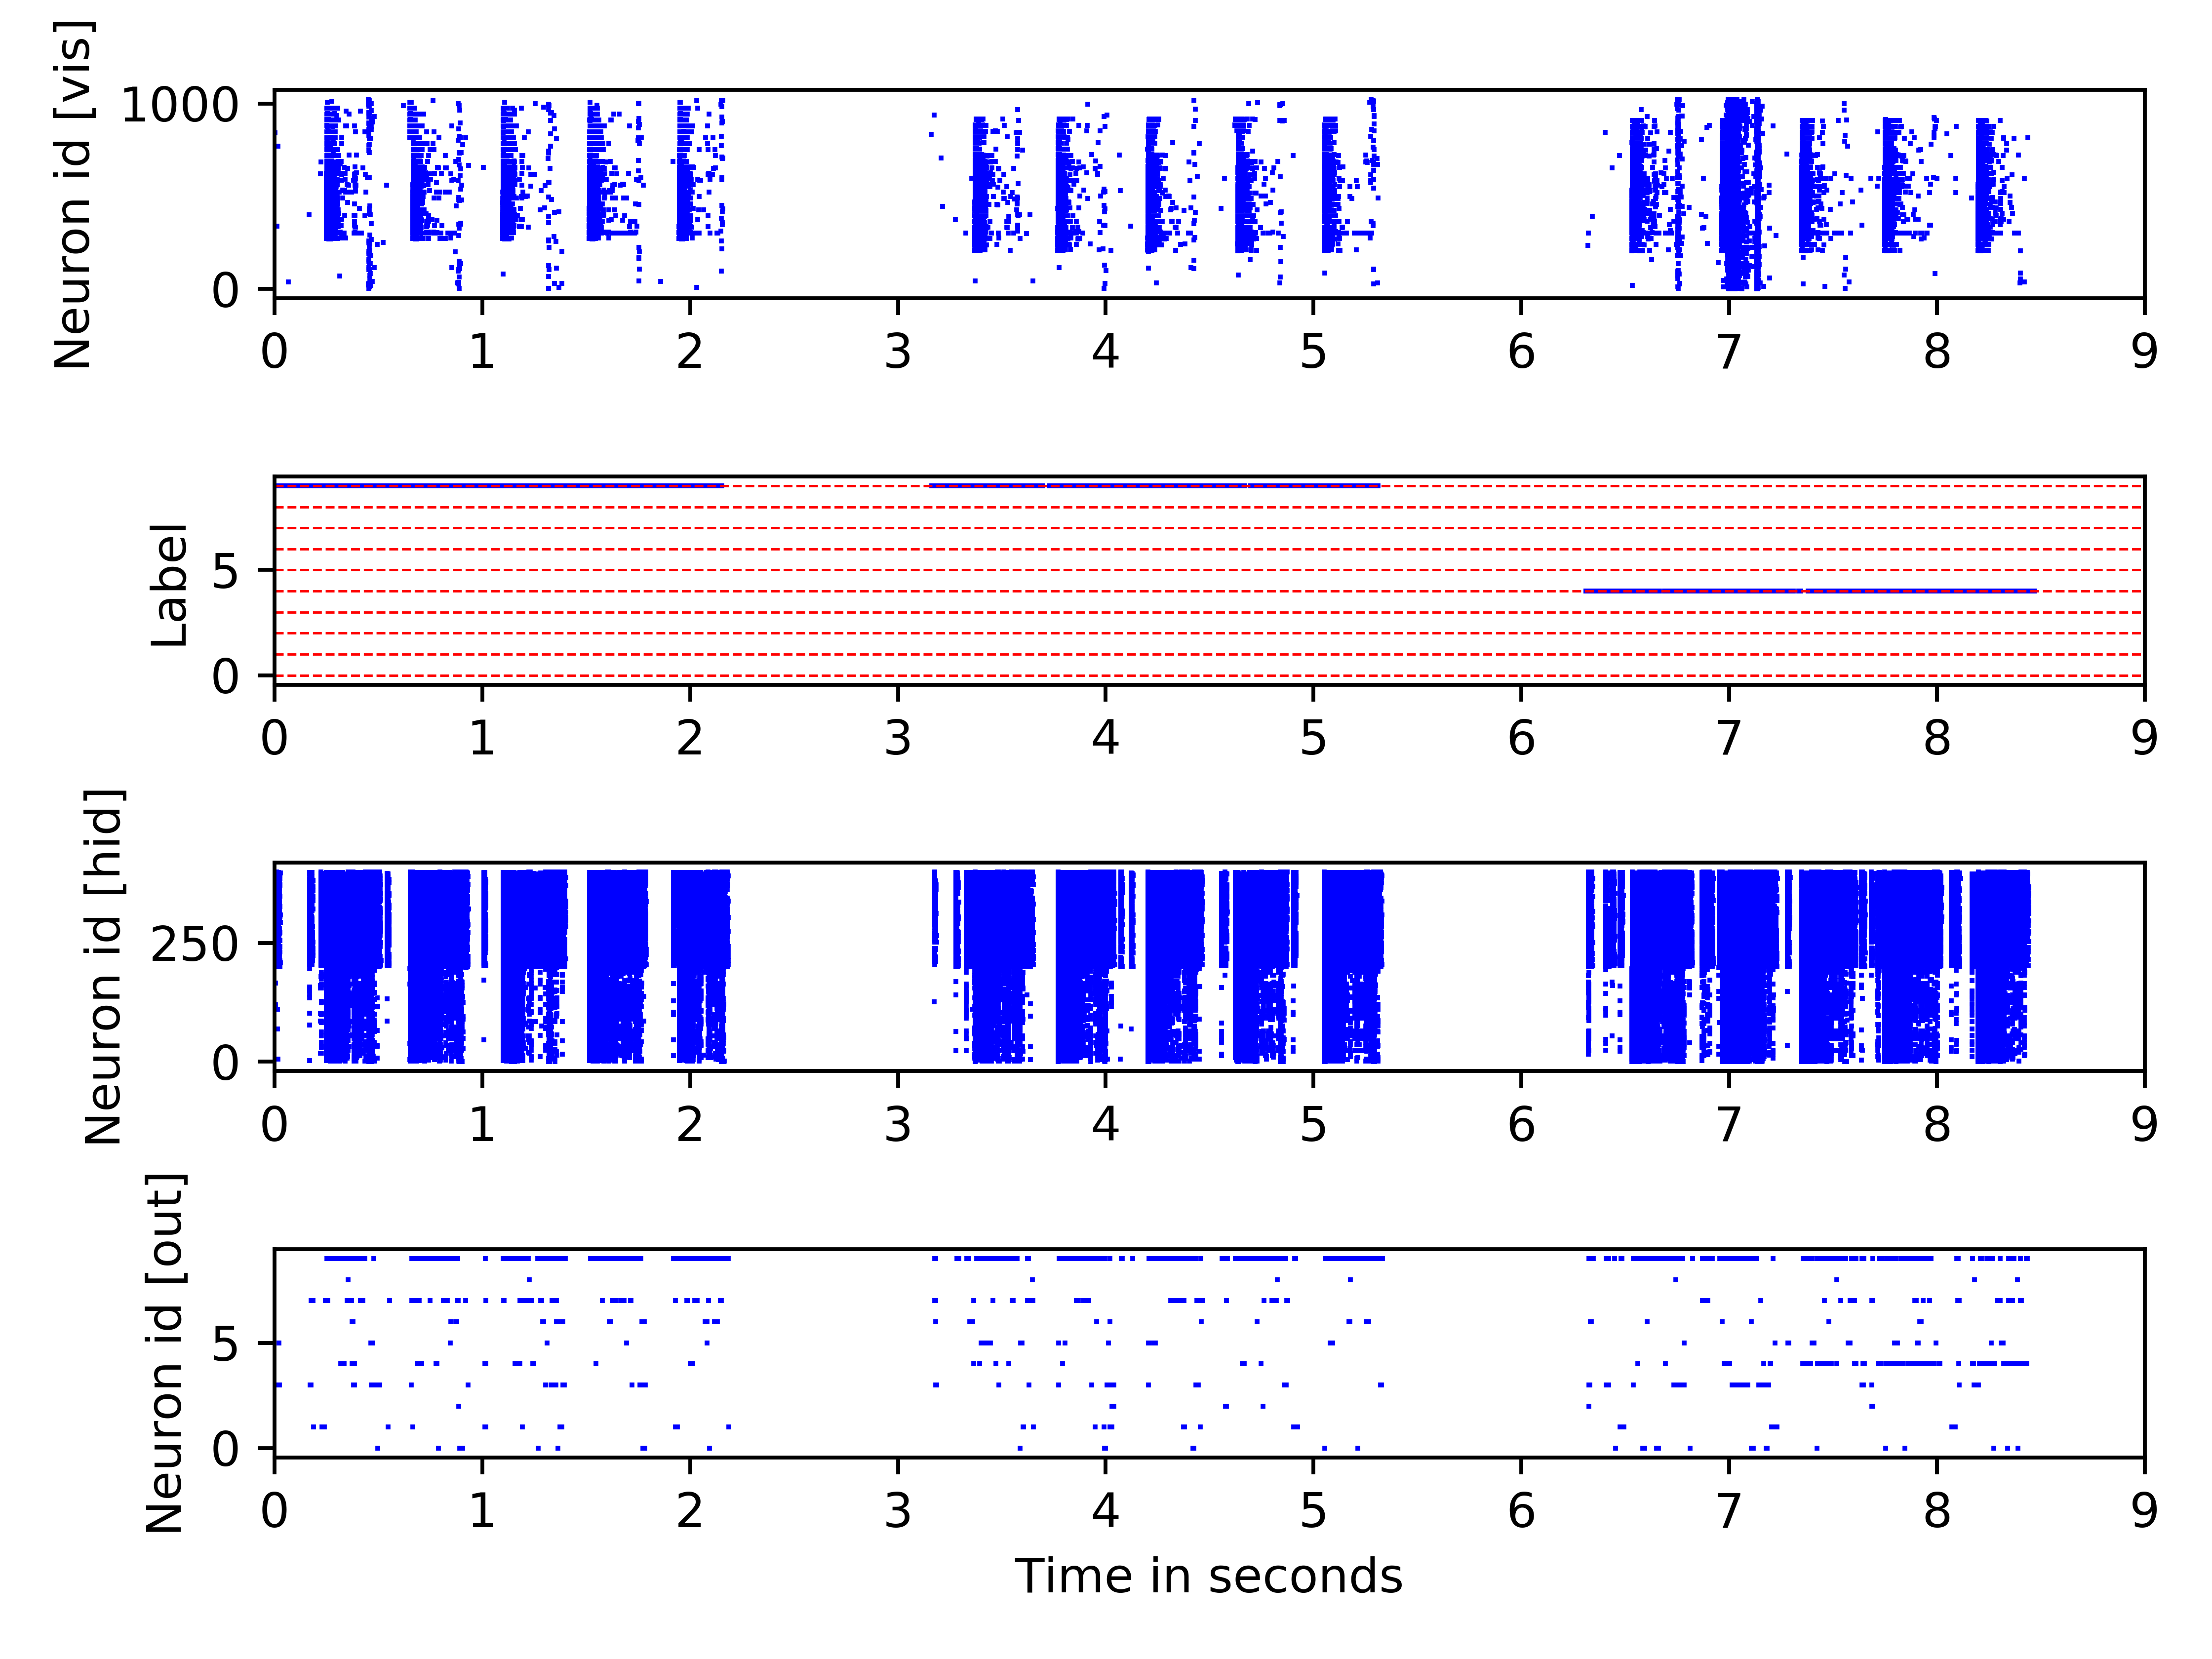 Neuron id [vis]
1000
0
0 1 2 3 4 5 6 7 8 9
Label
5
0
0 1 2 3 4 5 6 7 8 9
Neuron id [hid]
250
0
0 1 2 3 4 5 6 7 8 9
Neuron id [out]
5
0
0 1 2 3 4 5 6 7 8 9
Time in seconds